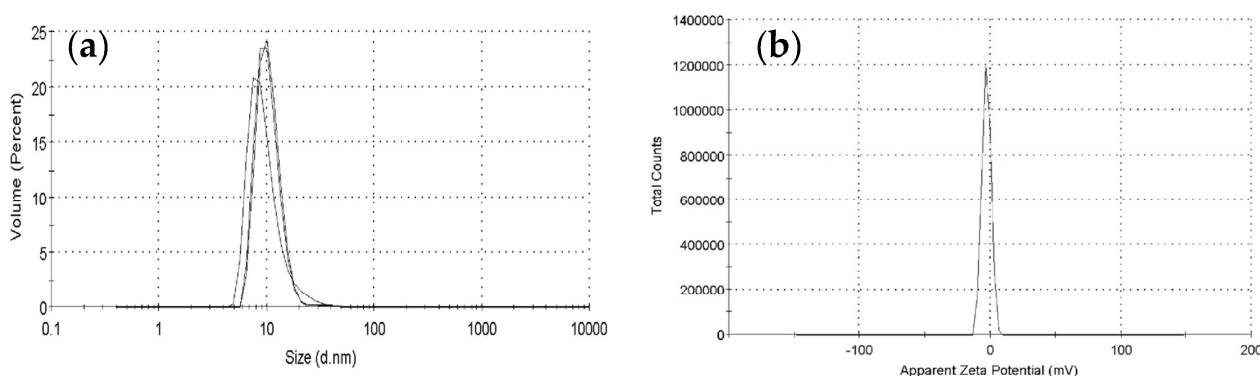 (a)
Volume (Percent)
25
20
15
10
5
0
0.1 1 10 100 1000 10000
Size (d.nm)
(b)
Total Counts
1400000
1200000
1000000
800000
600000
400000
200000
0
-100 0 100 200
Apparent Zeta Potential (mV)